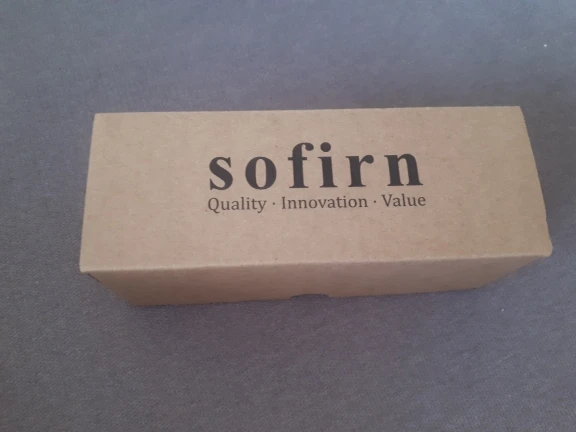 sofirn
Quality · Innovation · Value